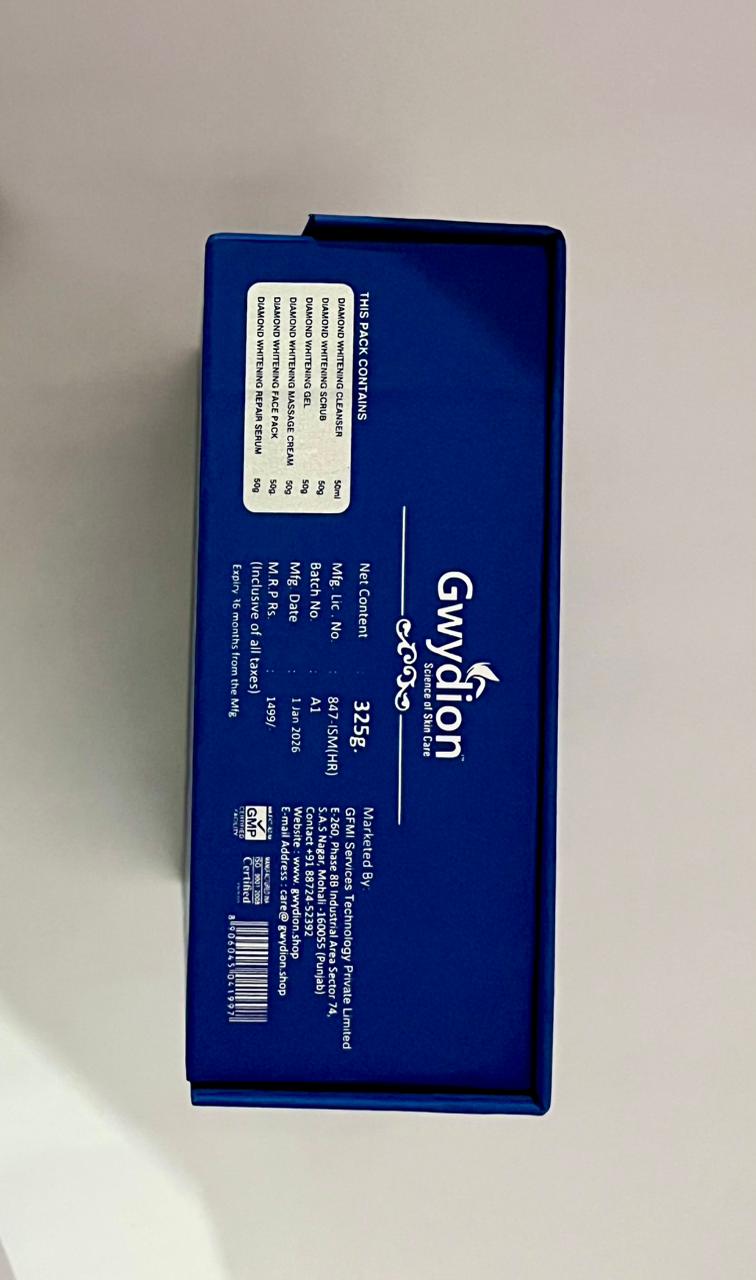 Gwydion™
Science of Skin Care
THIS PACK CONTAINS
DIAMOND WHITENING CLEANSER 50ml
DIAMOND WHITENING SCRUB 50g
DIAMOND WHITENING GEL 50g
DIAMOND WHITENING MASSAGE CREAM 50g
DIAMOND WHITENING FACE PACK 50g.
DIAMOND WHITENING REPAIR SERUM 50g
Net Content : 325g.
Mfg. Lic . No. : 847-ISM(HR)
Batch No. : A1
Mfg. Date : 1 Jan 2026
M.R.P Rs. : 1499/-
(Inclusive of all taxes)
Expiry 36 months from the Mfg.
Marketed By:
GFMI Services Technology Private Limited
E-260, Phase 8B Industrial Area Sector 74,
S.A.S Nagar, Mohali -160055 (Punjab)
Contact +91 88724-52392
Website : www. gwydion.shop
E-mail Address : care@ gwydion.shop
GMP
CERTIFIED
FACILITY
ISO 9001 2008
Certified
8906045041997